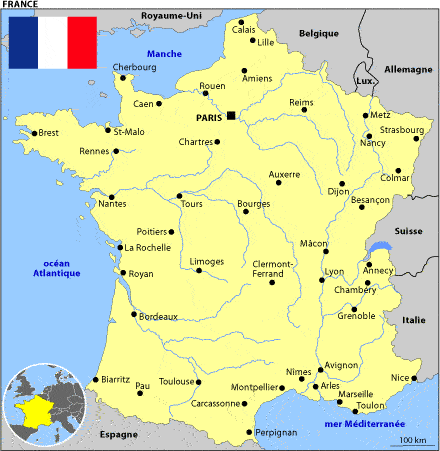 FRANCE
Royaume-Uni
Calais
Lille
Belgique
Manche
Allemagne
Cherbourg
Amiens
Lux.
Rouen
Caen
Reims
Metz
PARIS
Brest
St-Malo
Nancy
Strasbourg
Chartres
Rennes
Colmar
Auxerre
Dijon
Nantes
Tours
Bourges
Besançon
Poitiers
Suisse
La Rochelle
Mâcon
océan
Atlantique
Royan
Limoges
Clermont-
Ferrand
Lyon
Annecy
Chambéry
Bordeaux
Grenoble
Italie
Biarritz
Pau
Toulouse
Montpellier
Nimes
Avignon
Arles
Nice
Carcassonne
Marseille
Toulon
mer Méditerranée
Espagne
Perpignan
100 km